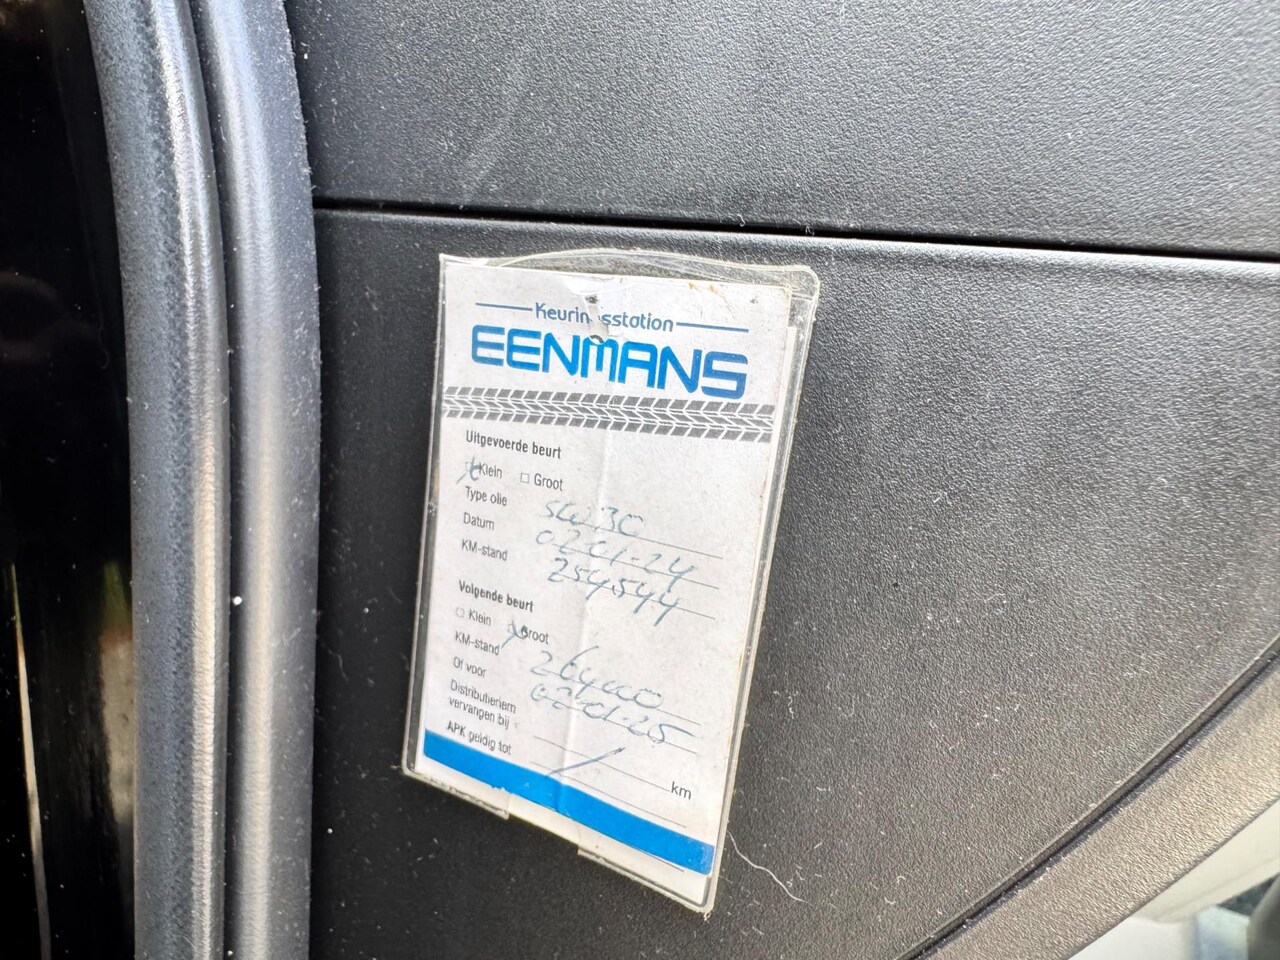 Keuringsstation
EENMANS
Uitgevoerde beurt
Klein Groot
Type olie 5W30
Datum 02-01-24
KM-stand 254544
Volgende beurt
Klein Groot
KM-stand 264000
Of voor 02-01-25
Distributieriem
vervangen bij / km
APK geldig tot